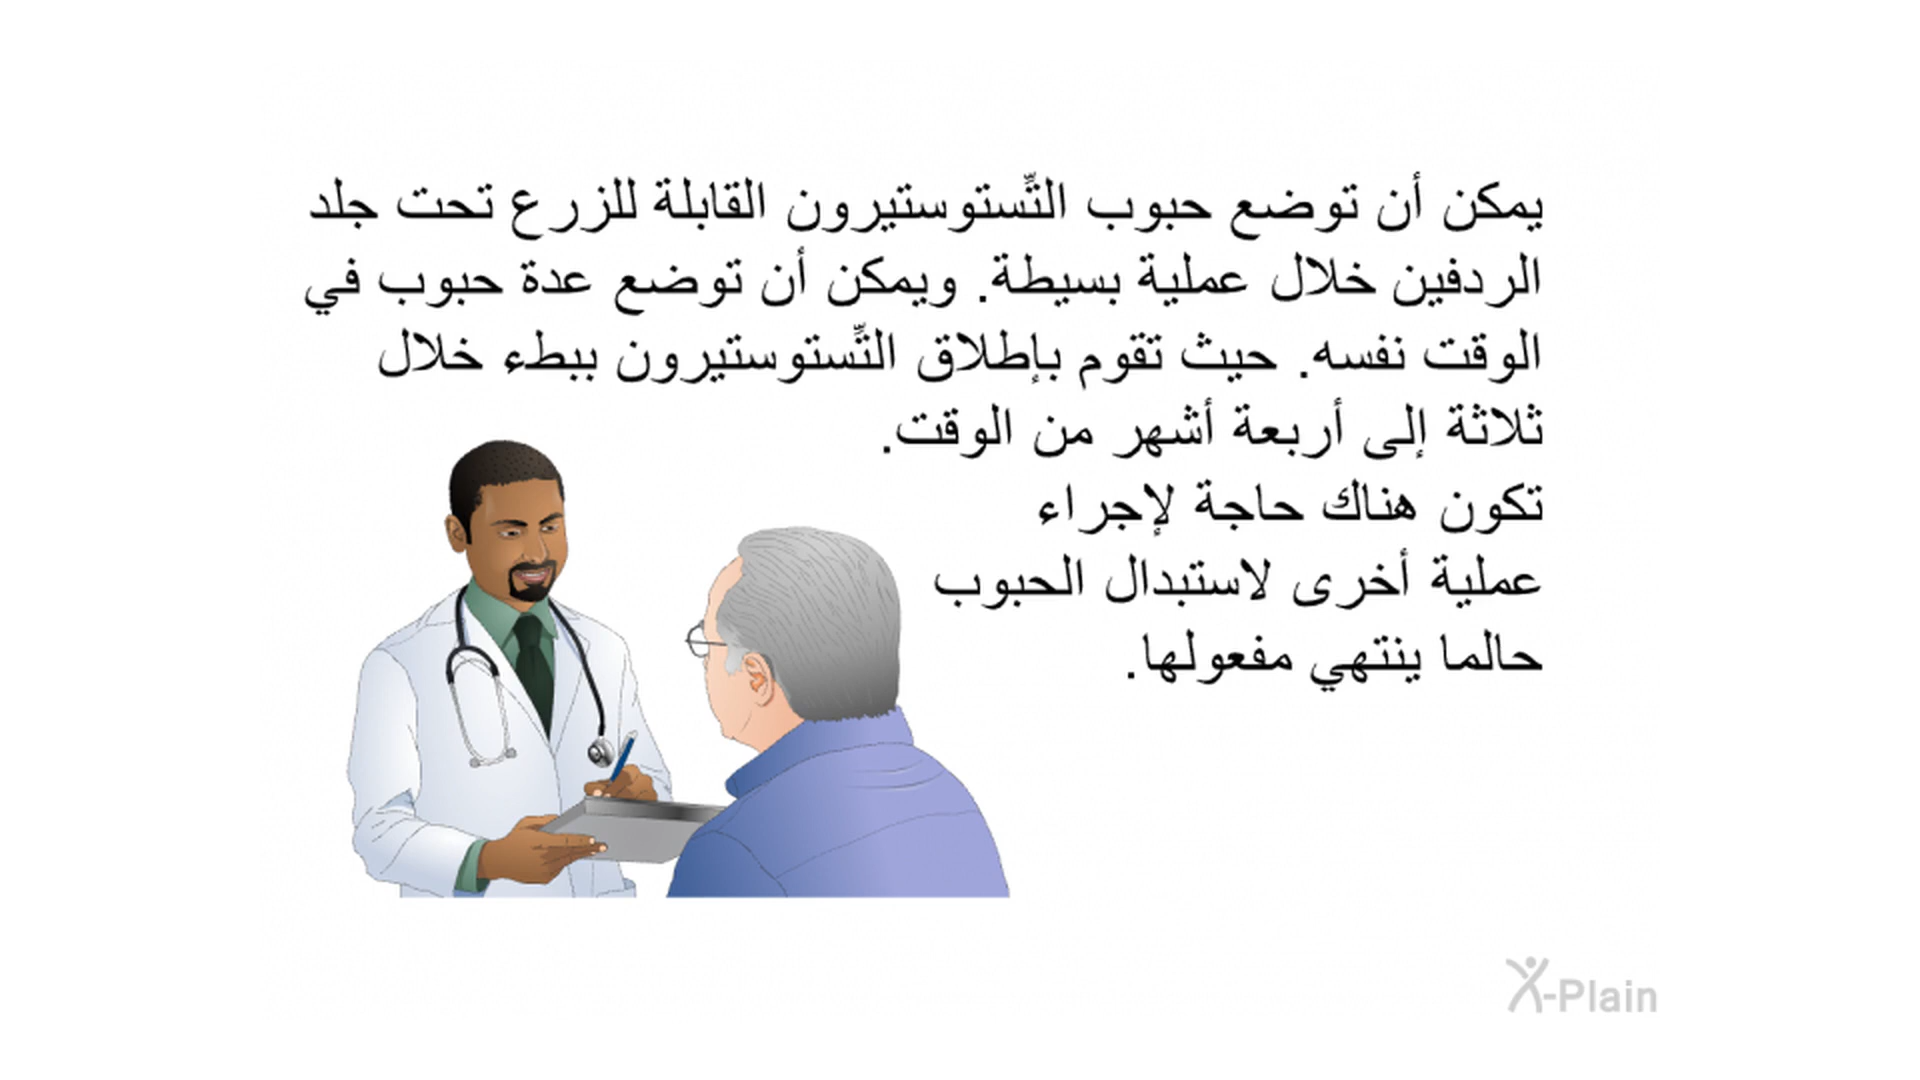 يمكن أن توضع حبوب التِّستوستيرون القابلة للزرع تحت جلد
الردفين خلال عملية بسيطة. ويمكن أن توضع عدة حبوب في
الوقت نفسه. حيث تقوم بإطلاق التِّستوستيرون ببطء خلال
ثلاثة إلى أربعة أشهر من الوقت.
تكون هناك حاجة لإجراء
عملية أخرى لاستبدال الحبوب
حالما ينتهي مفعولها.
X-Plain